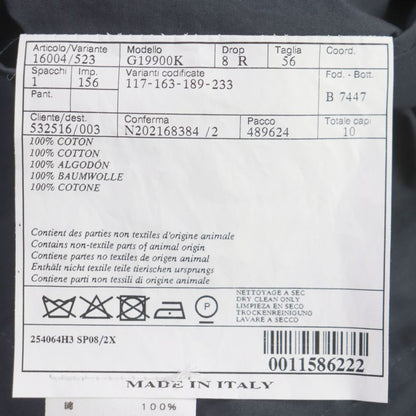 Articolo/Variante Modello Drop Taglia Coord.
16004/523 G19900K 8 R 56
Spacchi Imp. Varianti codificate Fod. - Bott.
1 156 117-163-189-233
Pant. B 7447
Cliente/dest. Conferma Pacco Totale capi
532516/003 N202168384 /2 489624 10
100% COTON
100% COTTON
100% ALGODÓN
100% BAUMWOLLE
100% COTONE
Contient des parties non textiles d'origine animale
Contains non-textile parts of animal origin
Contiene partes no textiles de origen animal
Enthält nicht textile teile tierischen ursprungs
Contiene parti non tessili di origine animale
NETTOYAGE A SEC
DRY CLEAN ONLY
LIMPIEZA EN SECO
TROCKENREINIGUNG
LAVARE A SECCO
P
254064H3 SP08/2X
0011586222
MADE IN ITALY
綿 100%